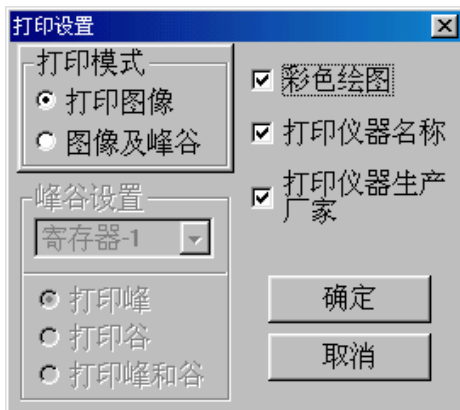 打印设置
打印模式
打印图像
图像及峰谷
彩色绘图
打印仪器名称
打印仪器生产
厂家
峰谷设置
寄存器-1
打印峰
打印谷
打印峰和谷
确定
取消